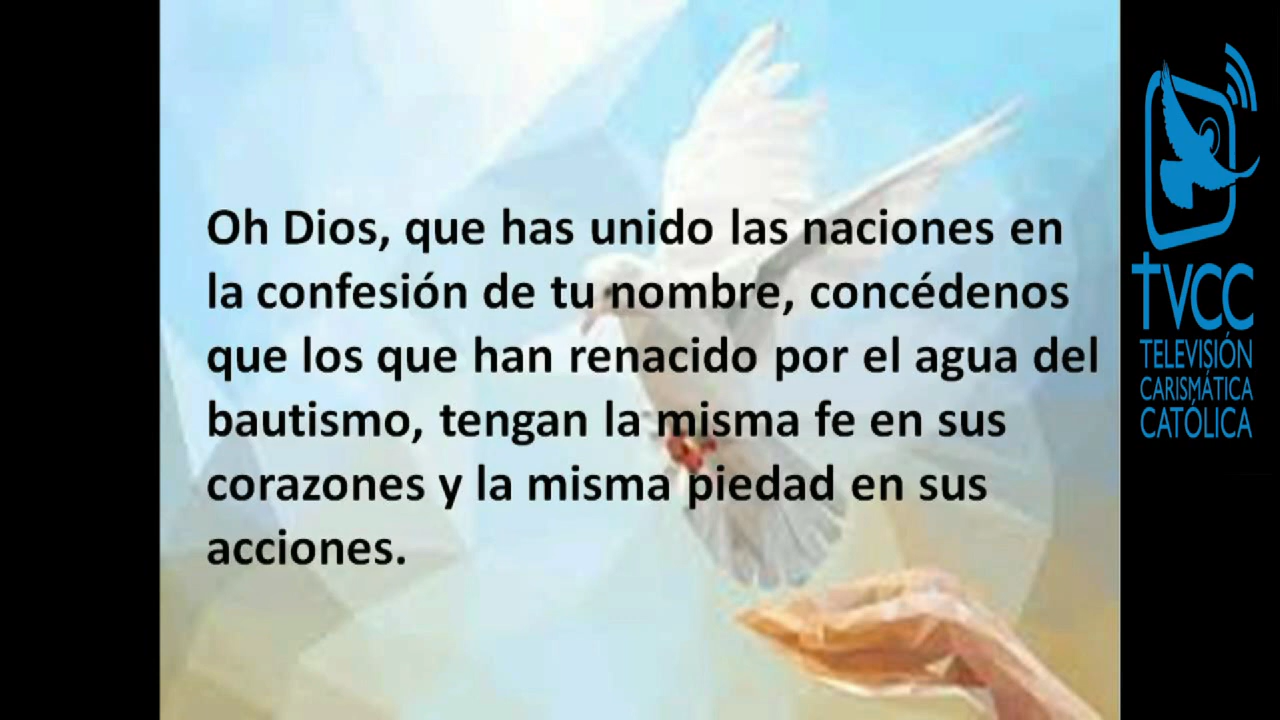 Oh Dios, que has unido las naciones en
la confesión de tu nombre, concédenos
que los que han renacido por el agua del
bautismo, tengan la misma fe en sus
corazones y la misma piedad en sus
acciones.
TVCC
TELEVISIÓN
CARISMÁTICA
CATÓLICA